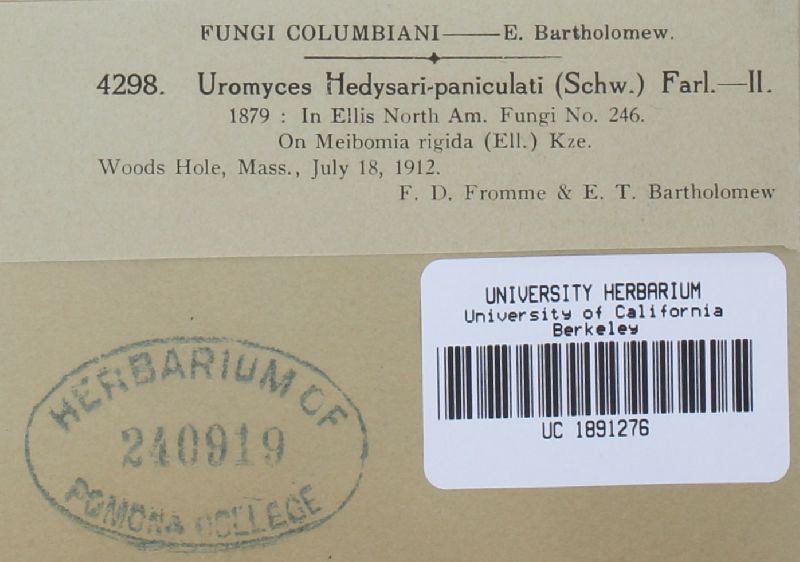 FUNGI COLUMBIANI——E. Bartholomew.
4298. Uromyces Hedysari-paniculati (Schw.) Farl.—II.
1879 : In Ellis North Am. Fungi No. 246.
On Meibomia rigida (Ell.) Kze.
Woods Hole, Mass., July 18, 1912.
F. D. Fromme & E. T. Bartholomew
UNIVERSITY HERBARIUM
University of California
Berkeley
UC 1891276
HERBARIUM OF
240919
POMONA COLLEGE